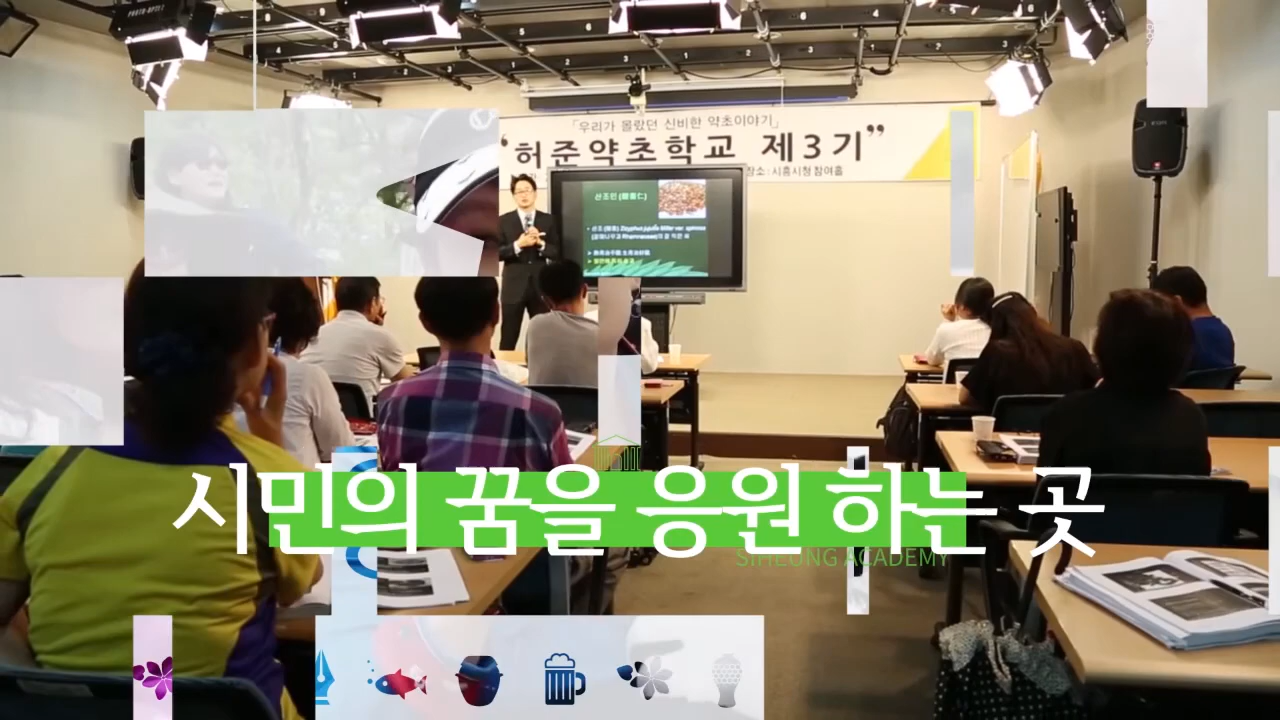 「우리가 몰랐던 신비한 약초이야기」
“허준약초학교 제3기”
장소 : 시흥시청 참여홀
산조인 (酸棗仁)
시민의 꿈을 응원 하는 곳
SIHEUNG ACADEMY